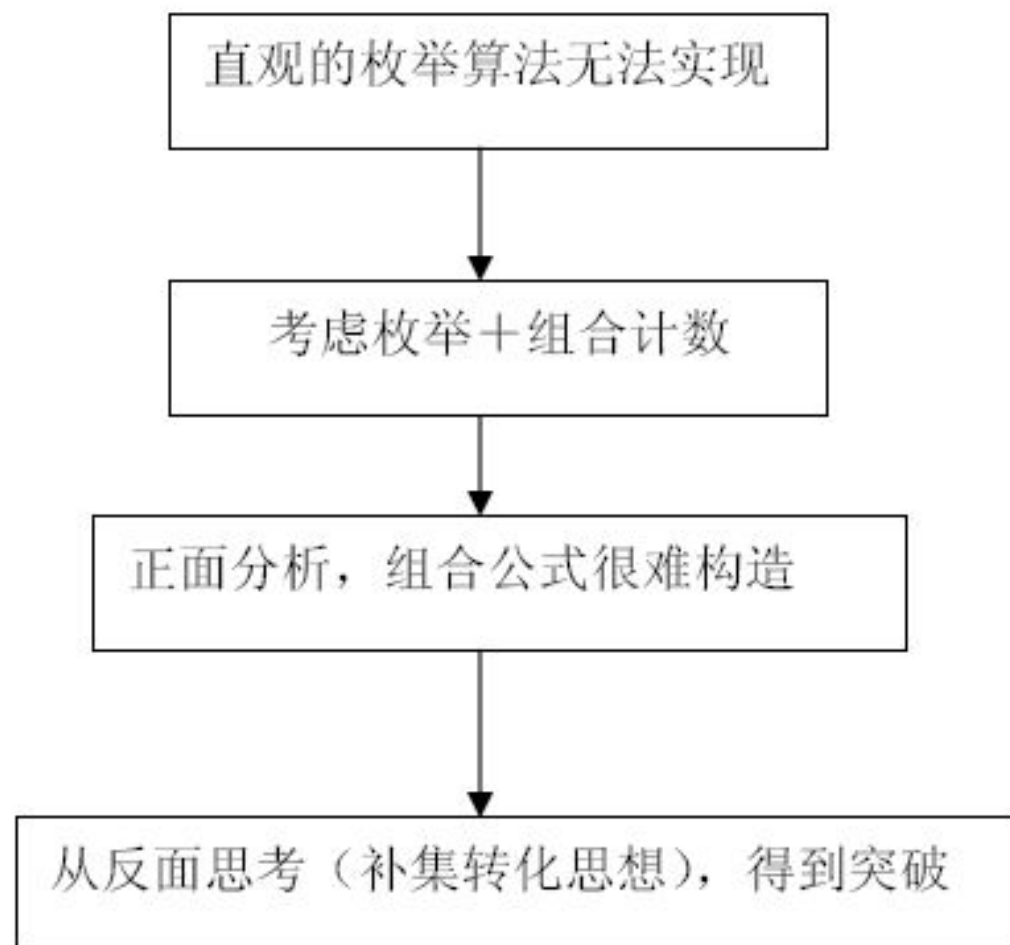 直观的枚举算法无法实现
考虑枚举＋组合计数
正面分析，组合公式很难构造
从反面思考（补集转化思想），得到突破